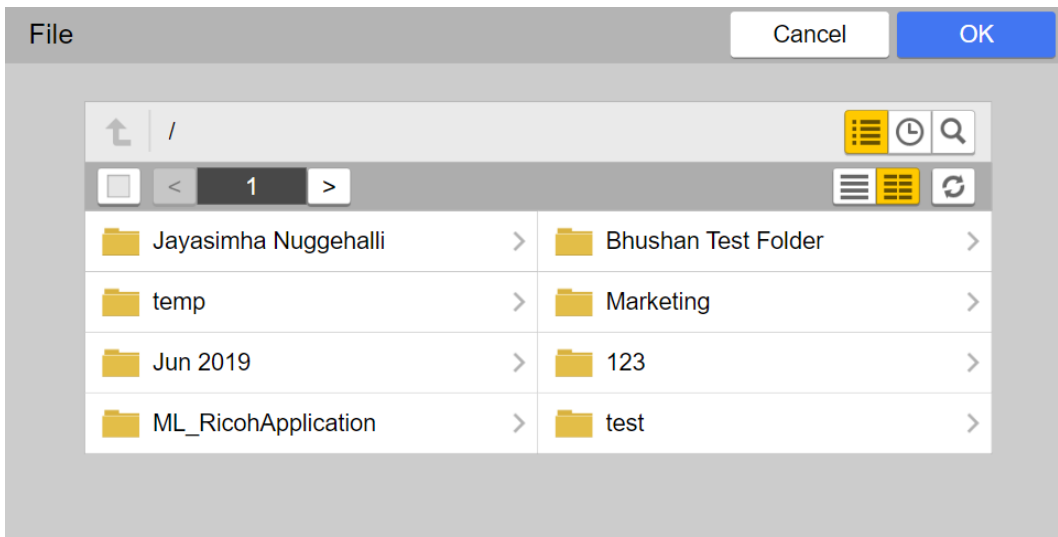 File Cancel OK
/
< 1 >
Jayasimha Nuggehalli Bhushan Test Folder
temp Marketing
Jun 2019 123
ML_RicohApplication test